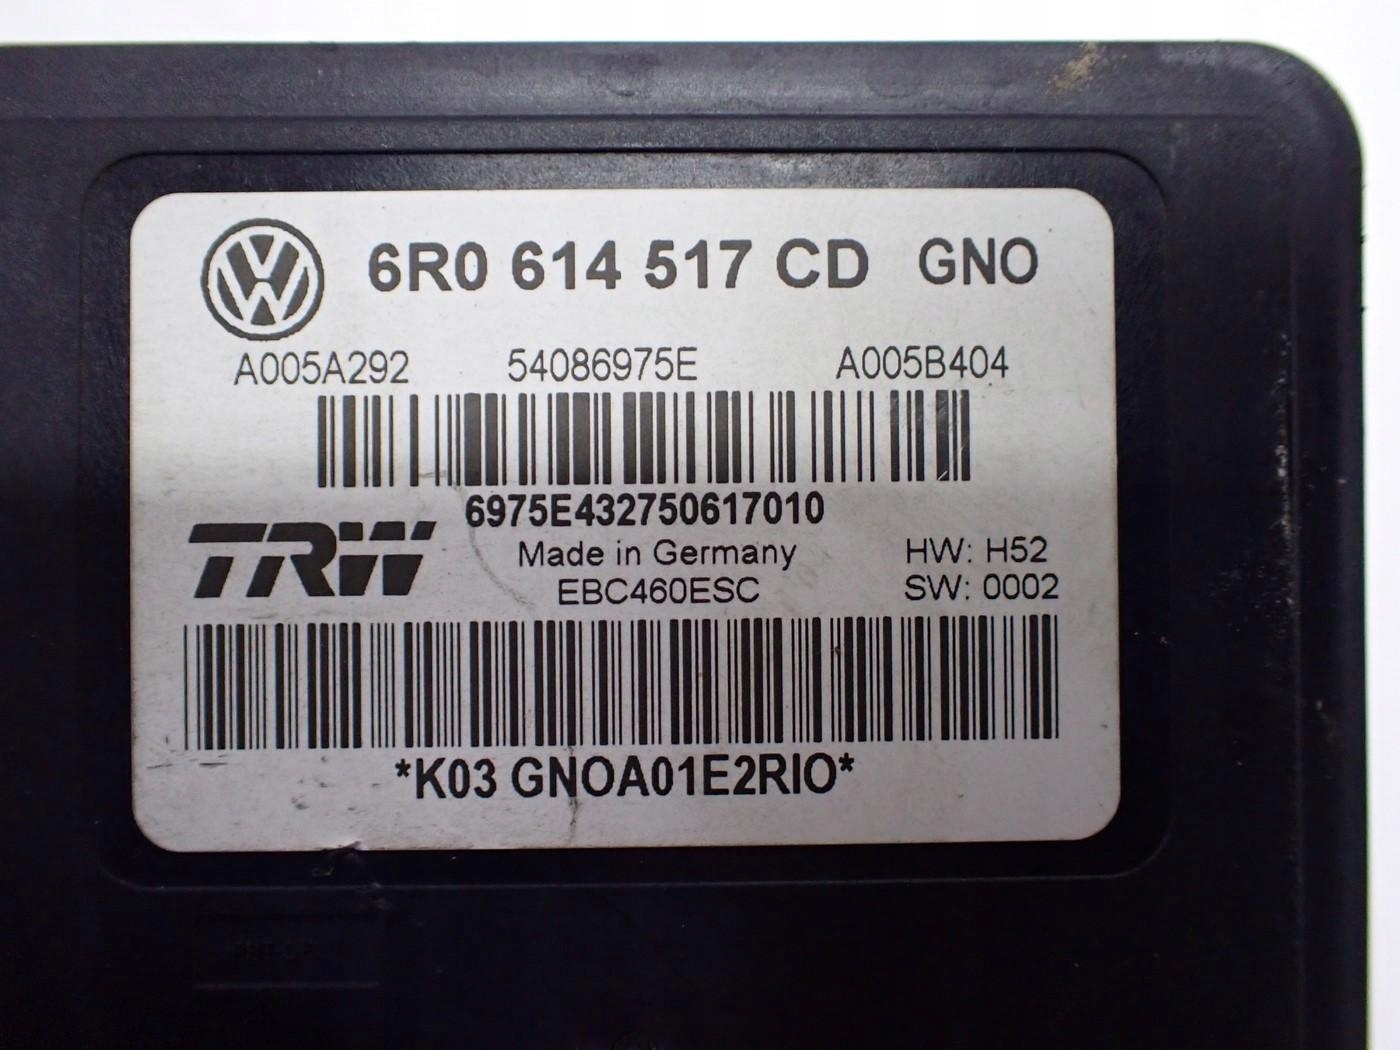 6R0 614 517 CD GNO
A005A292 54086975E A005B404
6975E432750617010
TRW Made in Germany HW: H52
EBC460ESC SW: 0002
*K03 GNOA01E2RIO*